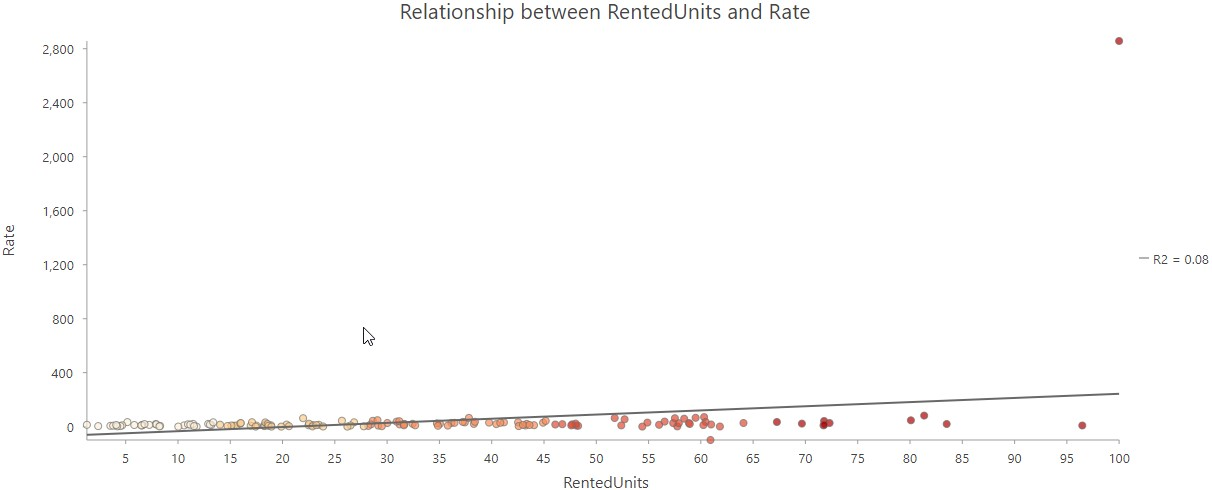 Relationship between RentedUnits and Rate
2,800
2,400
2,000
1,600
1,200
800
400
0
Rate
R2 = 0.08
5 10 15 20 25 30 35 40 45 50 55 60 65 70 75 80 85 90 95 100
RentedUnits